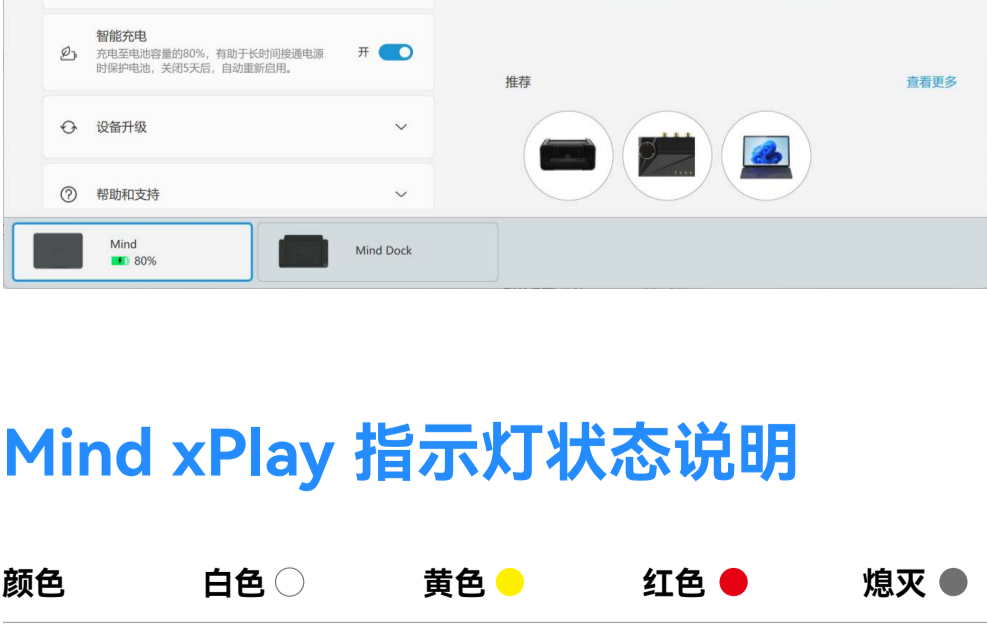 智能充电
充电至电池容量的80%，有助于长时间接通电源
时保护电池，关闭5天后，自动重新启用。
开
推荐
查看更多
设备升级
帮助和支持
Mind
80%
Mind Dock
Mind xPlay 指示灯状态说明
颜色 白色 黄色 红色 熄灭